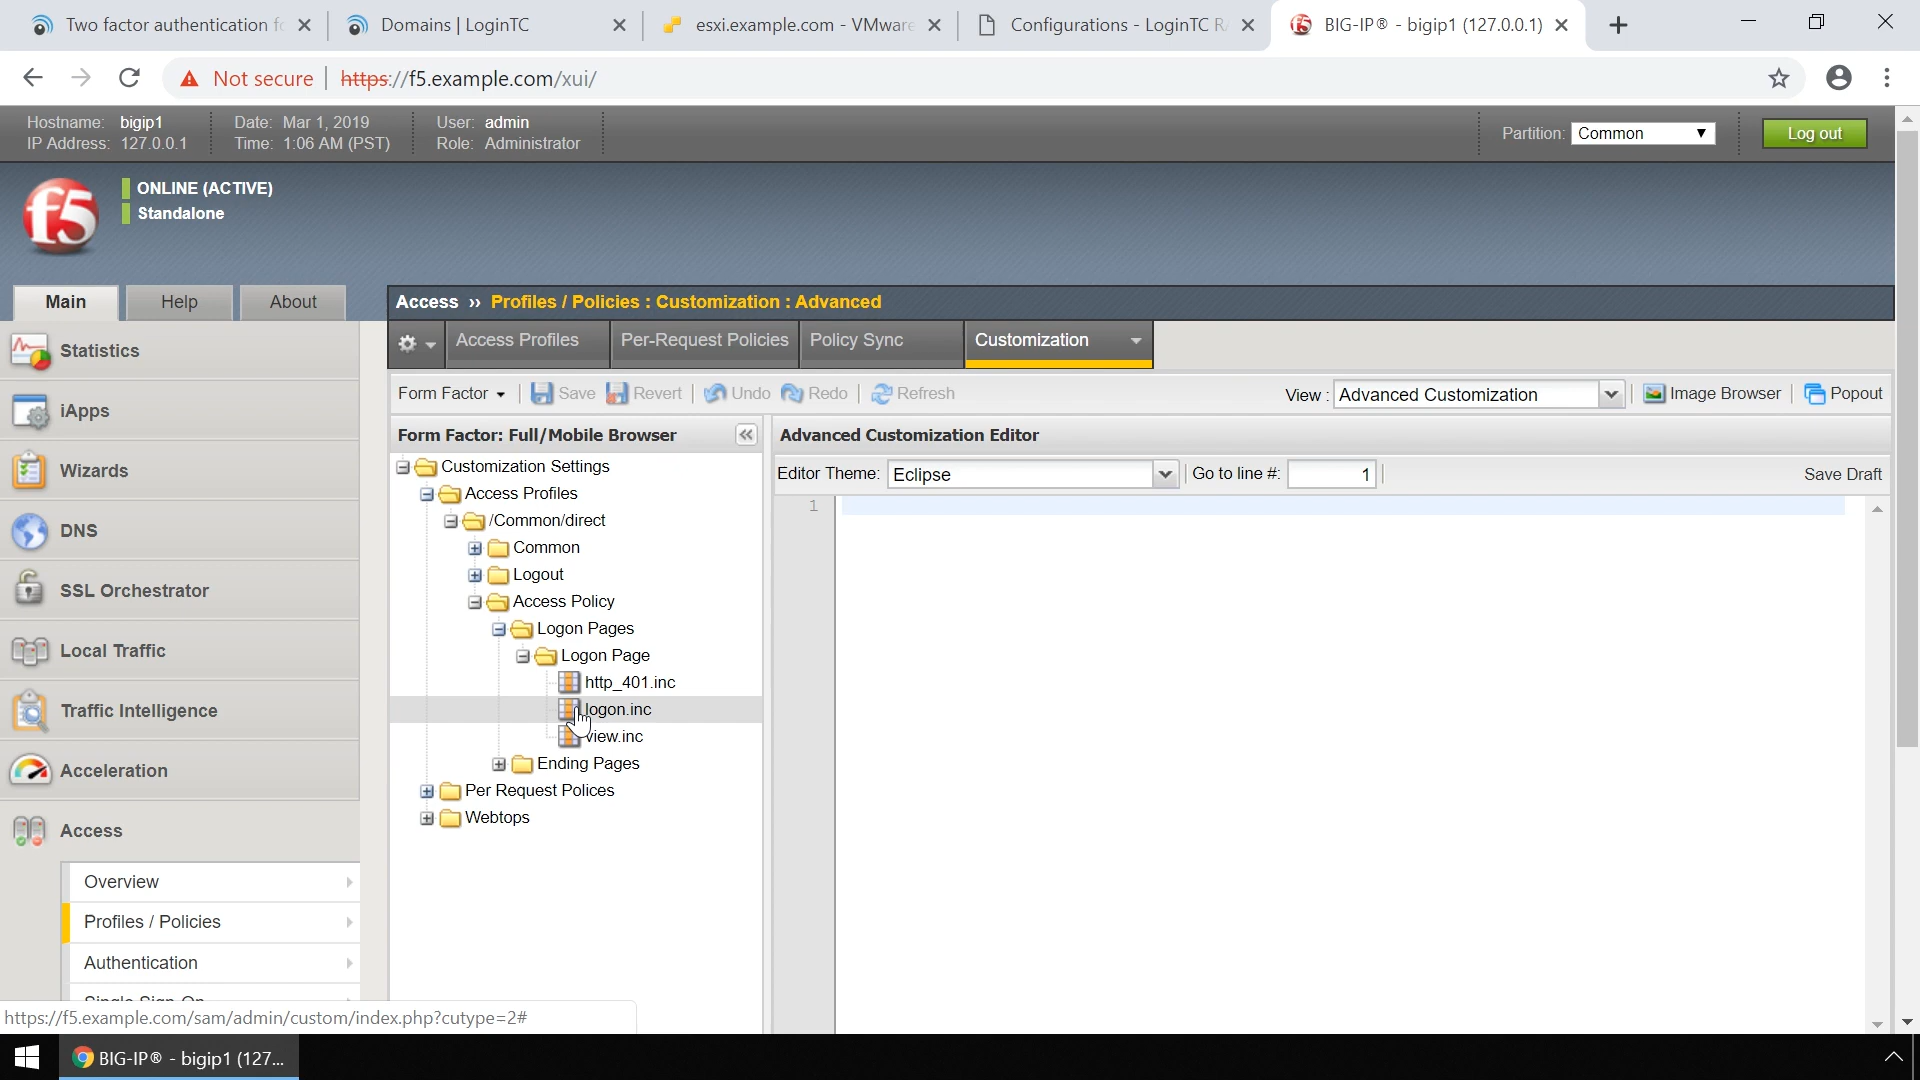 Two factor authentication fo
Domains | LoginTC
esxi.example.com - VMware
Configurations - LoginTC RA
BIG-IP® - bigip1 (127.0.0.1)
Not secure
https://f5.example.com/xui/
Hostname: bigip1
IP Address: 127.0.0.1
Date: Mar 1, 2019
Time: 1:06 AM (PST)
User: admin
Role: Administrator
Partition: Common
Log out
f5
ONLINE (ACTIVE)
Standalone
Main
Help
About
Access ›› Profiles / Policies : Customization : Advanced
Access Profiles
Per-Request Policies
Policy Sync
Customization
Form Factor
Save
Revert
Undo
Redo
Refresh
View : Advanced Customization
Image Browser
Popout
Form Factor: Full/Mobile Browser
Advanced Customization Editor
Editor Theme: Eclipse
Go to line #: 1
Save Draft
1
Customization Settings
Access Profiles
/Common/direct
Common
Logout
Access Policy
Logon Pages
Logon Page
http_401.inc
logon.inc
view.inc
Ending Pages
Per Request Polices
Webtops
Statistics
iApps
Wizards
DNS
SSL Orchestrator
Local Traffic
Traffic Intelligence
Acceleration
Access
Overview
Profiles / Policies
Authentication
Single Sign-On
https://f5.example.com/sam/admin/custom/index.php?cutype=2#
BIG-IP® - bigip1 (127...